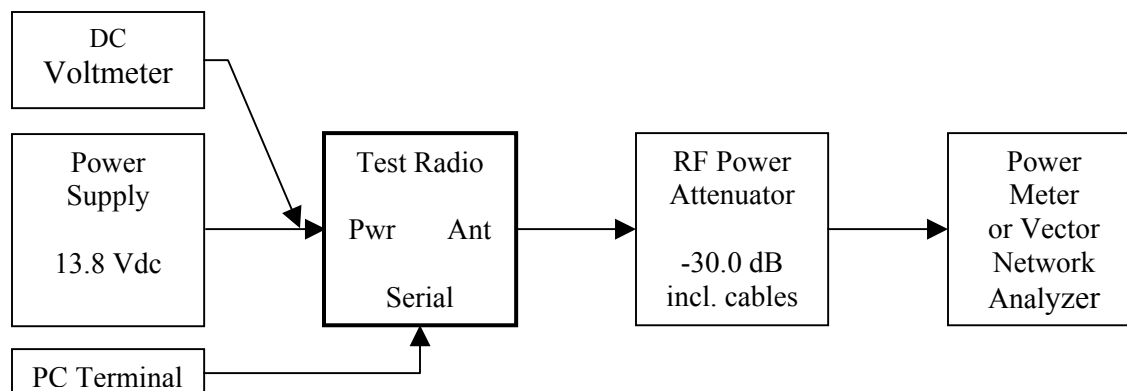 DC
Voltmeter
Power
Supply
13.8 Vdc
Test Radio
Pwr Ant
Serial
RF Power
Attenuator
-30.0 dB
incl. cables
Power
Meter
or Vector
Network
Analyzer
PC Terminal